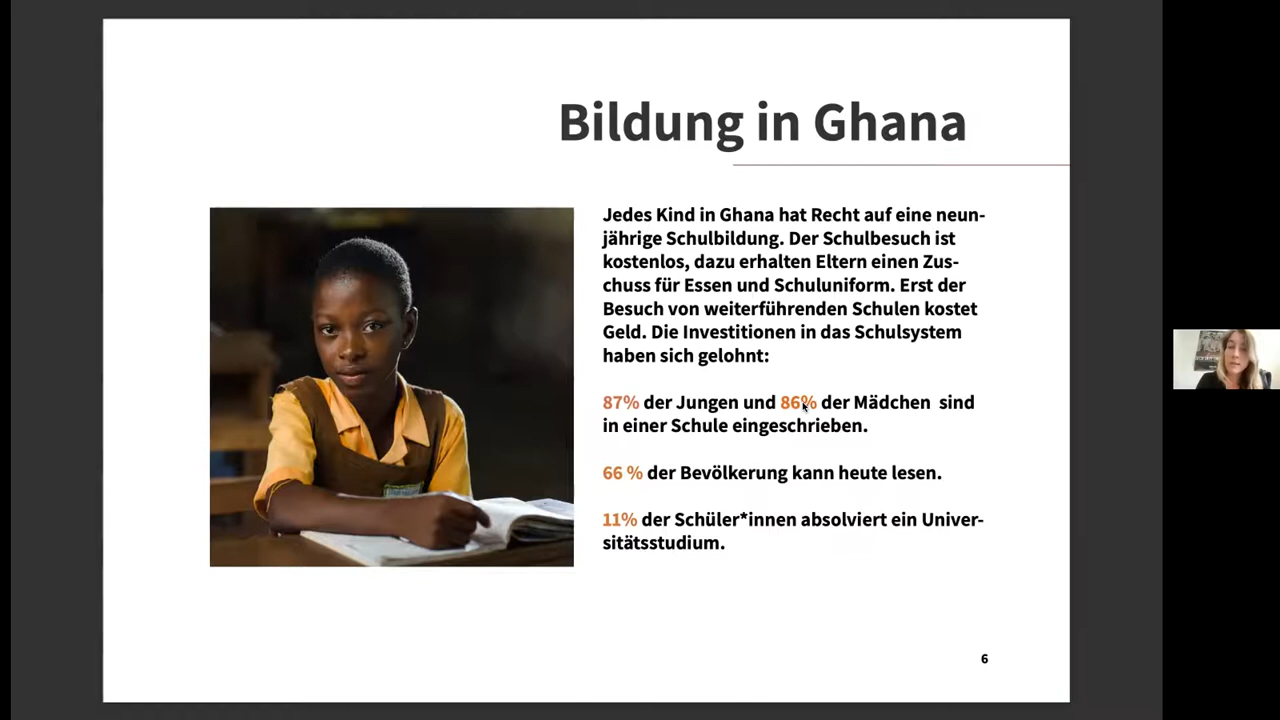 Bildung in Ghana
Jedes Kind in Ghana hat Recht auf eine neun-
jährige Schulbildung. Der Schulbesuch ist
kostenlos, dazu erhalten Eltern einen Zus-
chuss für Essen und Schuluniform. Erst der
Besuch von weiterführenden Schulen kostet
Geld. Die Investitionen in das Schulsystem
haben sich gelohnt:
87% der Jungen und 86% der Mädchen sind
in einer Schule eingeschrieben.
66 % der Bevölkerung kann heute lesen.
11% der Schüler*innen absolviert ein Univer-
sitätsstudium.
6